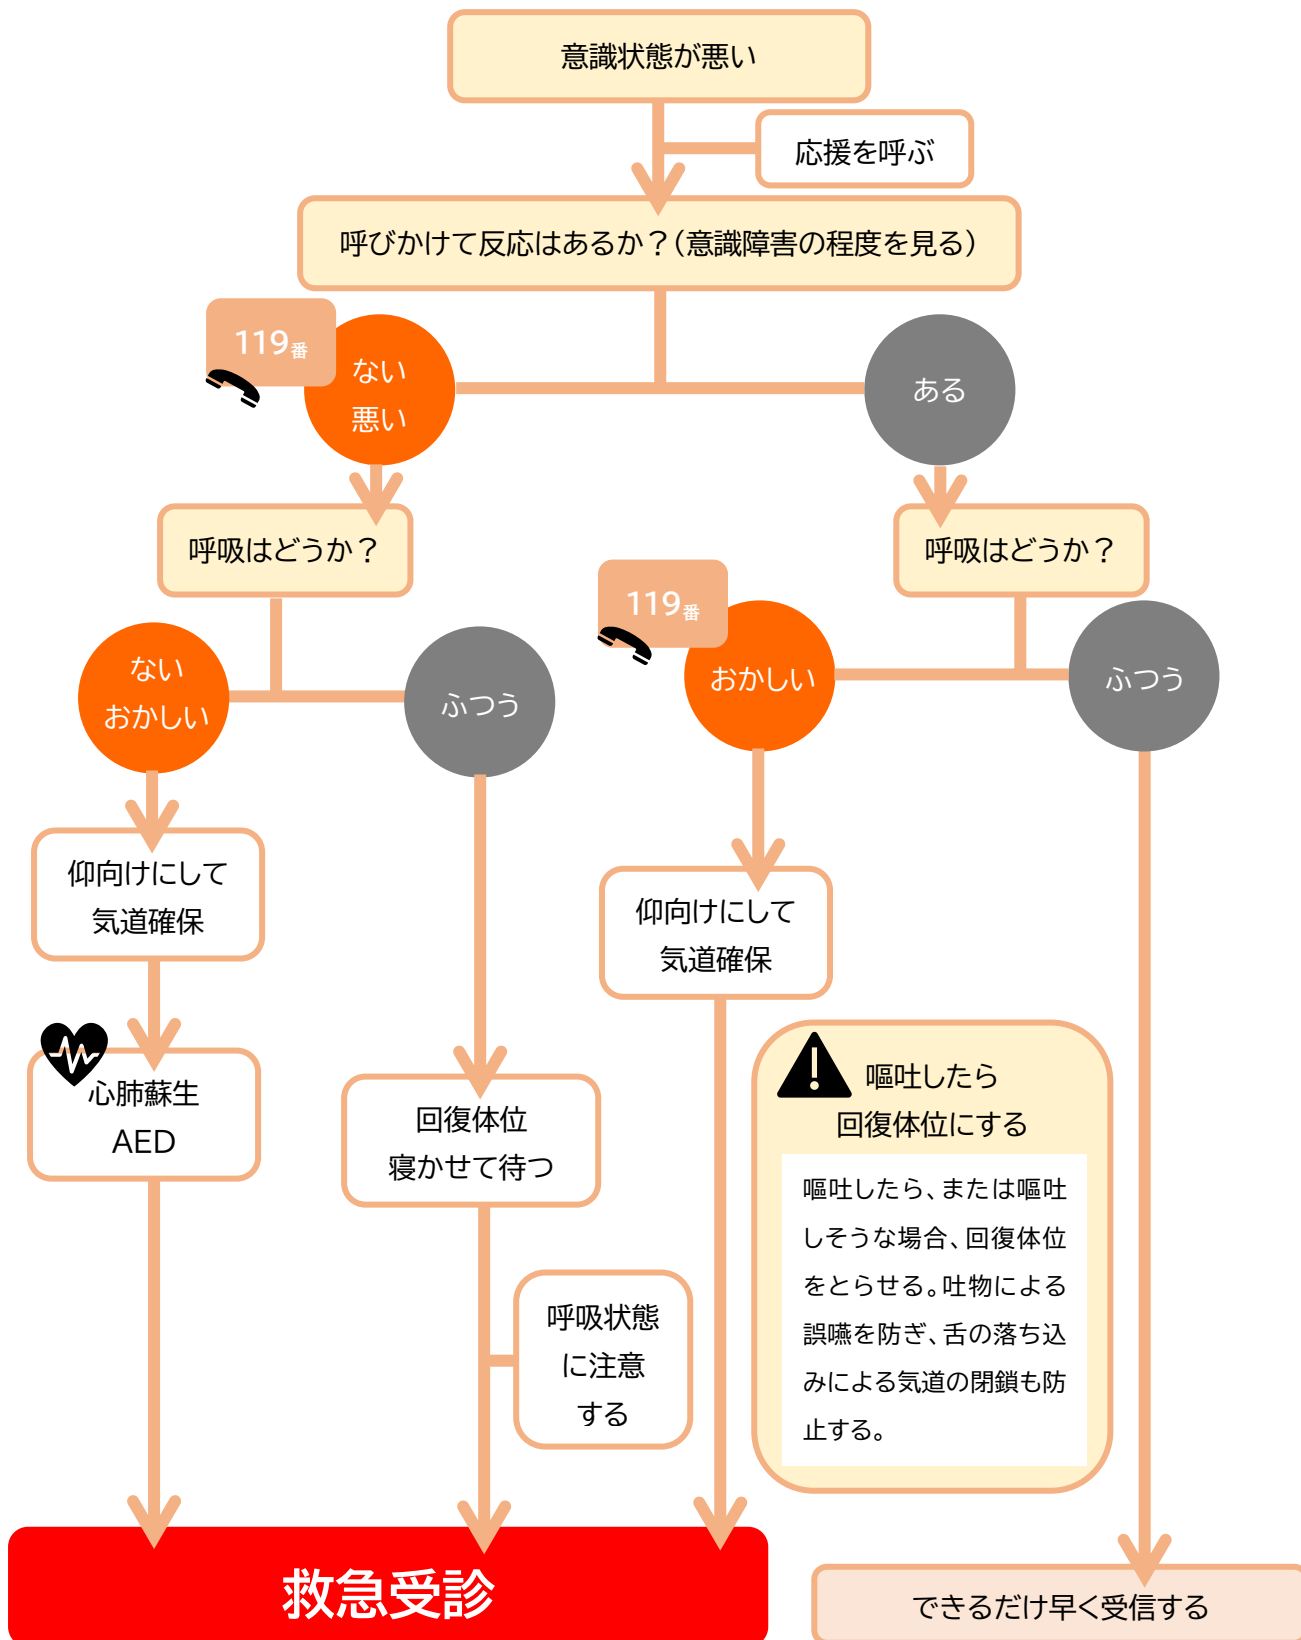 意識状態が悪い
応援を呼ぶ
呼びかけて反応はあるか？（意識障害の程度を見る）
119番
ない
悪い
ある
呼吸はどうか？
呼吸はどうか？
119番
ない
おかしい
ふつう
おかしい
ふつう
仰向けにして
気道確保
仰向けにして
気道確保
心肺蘇生
AED
回復体位
寝かせて待つ
嘔吐したら
回復体位にする
嘔吐したら、または嘔吐
しそうな場合、回復体位
をとらせる。吐物による
誤嚥を防ぎ、舌の落ち込
みによる気道の閉鎖も防
止する。
呼吸状態
に注意
する
救急受診
できるだけ早く受信する